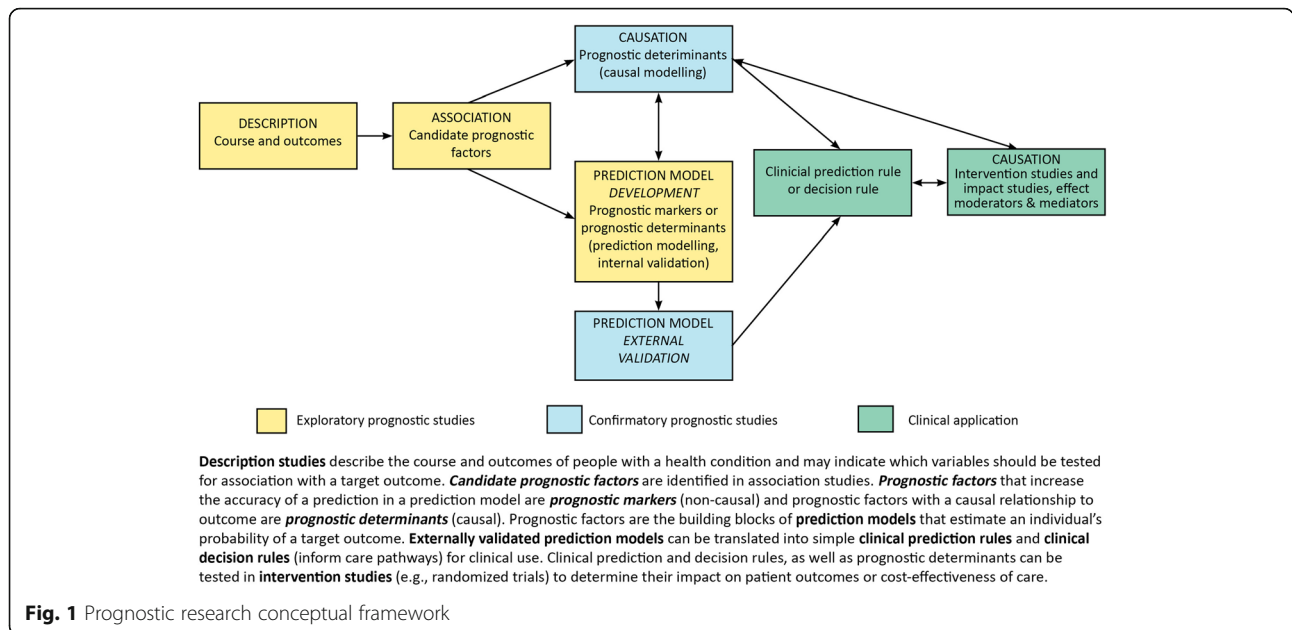 CAUSATION
Prognostic deteriminants
(causal modelling)
DESCRIPTION
Course and outcomes
ASSOCIATION
Candidate prognostic
factors
PREDICTION MODEL
DEVELOPMENT
Prognostic markers or
prognostic determinants
(prediction modelling,
internal validation)
Clinicial prediction rule
or decision rule
CAUSATION
Intervention studies and
impact studies, effect
moderators & mediators
PREDICTION MODEL
EXTERNAL
VALIDATION
Exploratory prognostic studies
Confirmatory prognostic studies
Clinical application
Description studies describe the course and outcomes of people with a health condition and may indicate which variables should be tested
for association with a target outcome. Candidate prognostic factors are identified in association studies. Prognostic factors that increase
the accuracy of a prediction in a prediction model are prognostic markers (non-causal) and prognostic factors with a causal relationship to
outcome are prognostic determinants (causal). Prognostic factors are the building blocks of prediction models that estimate an individual's
probability of a target outcome. Externally validated prediction models can be translated into simple clinical prediction rules and clinical
decision rules (inform care pathways) for clinical use. Clinical prediction and decision rules, as well as prognostic determinants can be
tested in intervention studies (e.g., randomized trials) to determine their impact on patient outcomes or cost-effectiveness of care.
Fig. 1 Prognostic research conceptual framework